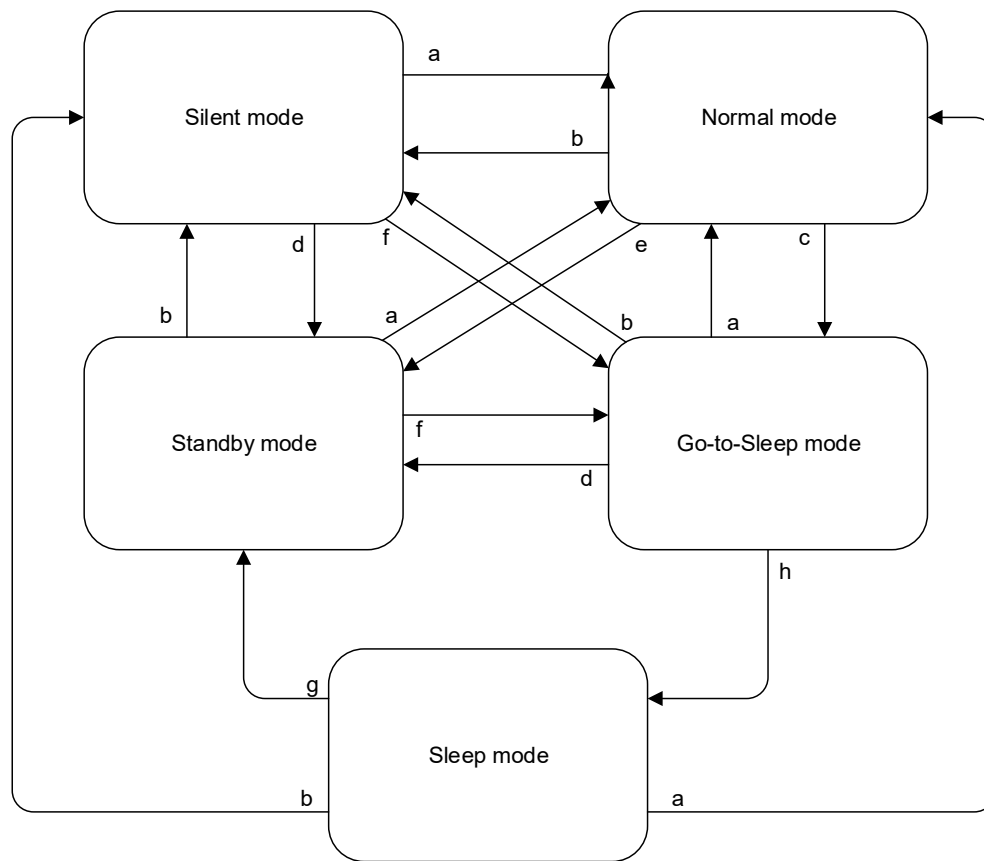 a
Silent mode
Normal mode
b
d
f
e
c
b
a
b
a
Standby mode
f
Go-to-Sleep mode
d
h
g
Sleep mode
b
a